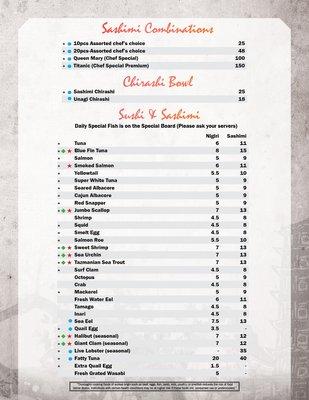 Sashimi Combinations
10pcs Assorted chef's choice 25
20pcs Assorted chef's choice 48
Queen Mary (Chef Special) 100
Titanic (Chef Special Premium) 150
Chirashi Bowl
Sashimi Chirashi 25
Unagi Chirashi 18
Sushi & Sashimi
Daily Special Fish is on the Special Board (Please ask your servers)
Nigiri Sashimi
Tuna 6 11
Blue Fin Tuna 8 15
Salmon 5 9
Smoked Salmon 6 11
Yellowtail 5.5 10
Super White Tuna 5 9
Seared Albacore 5 9
Cajun Albacore 5 9
Red Snapper 5 9
Jumbo Scallop 7 13
Shrimp 4.5 8
Squid 4.5 8
Smelt Egg 4.5 8
Salmon Roe 5.5 10
Sweet Shrimp 7 13
Sea Urchin 7 13
Tazmanian Sea Trout 7 13
Surf Clam 4.5 8
Octopus 5 9
Crab 4.5 8
Mackerel 5 9
Fresh Water Eel 6 11
Tamago 4.5 8
Inari 4.5 8
Sea Eel 7.5 13
Quail Egg 3.5 -
Halibut (seasonal) 7 12
Giant Clam (seasonal) 7 12
Live Lobster (seasonal) - 35
Fatty Tuna 20 40
Extra Quail Egg 1.5 -
Fresh Grated Wasabi 5 -